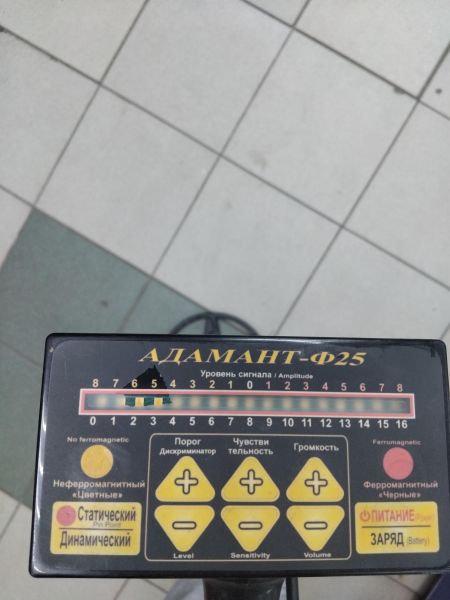 АДАМАНТ-Ф25
Уровень сигнала / Amplitude
8 7 6 5 4 3 2 1 0 1 2 3 4 5 6 7 8
0 1 2 3 4 5 6 7 8 9 10 11 12 13 14 15 16
No ferromagnetic
Неферромагнитный
«Цветные»
Порог
Дискриминатор
Чувстви
тельность
Громкость
Ferromagnetic
Ферромагнитный
«Черные»
+ + +
Статический
Pin Point
Динамический
− − −
Level Sensitivity Volume
ПИТАНИЕ (Power)
ЗАРЯД (Battery)